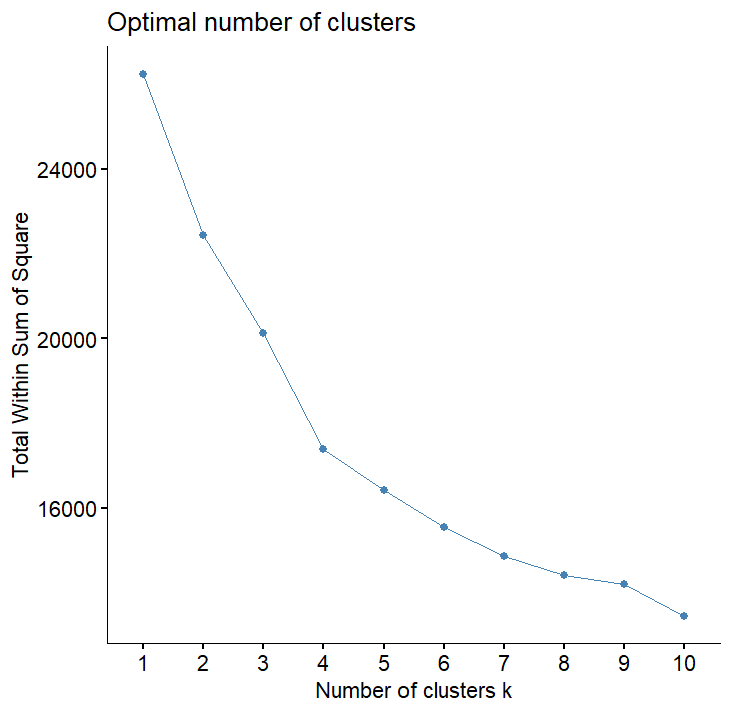 Optimal number of clusters
Total Within Sum of Square
24000
20000
16000
1 2 3 4 5 6 7 8 9 10
Number of clusters k